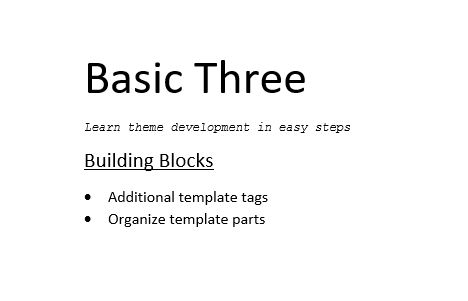 Basic Three
Learn theme development in easy steps
Building Blocks
• Additional template tags
• Organize template parts